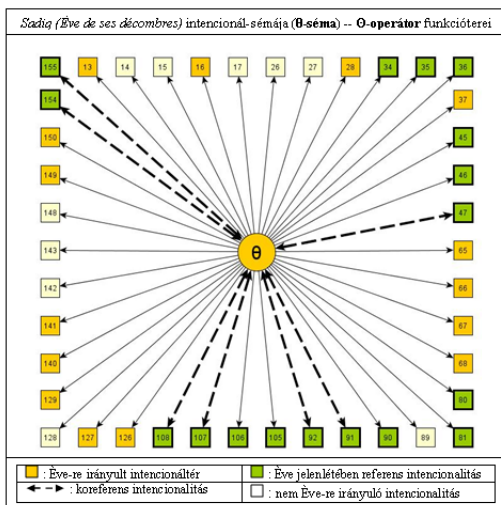 Sadiq (Ève de ses décombres) intencionál-sémája (θ-séma) -- Θ-operátor funkcióterei
155 13 14 15 16 17 26 27 28 34 35 36
154 37
150 45
149 46
148 47
143 θ 65
142 66
141 67
140 68
129 80
128 127 126 108 107 106 105 92 91 90 89 81
: Ève-re irányult intencionáltér : Ève jelenlétében referens intencionalitás
: koreferens intencionalitás : nem Ève-re irányuló intencionalitás